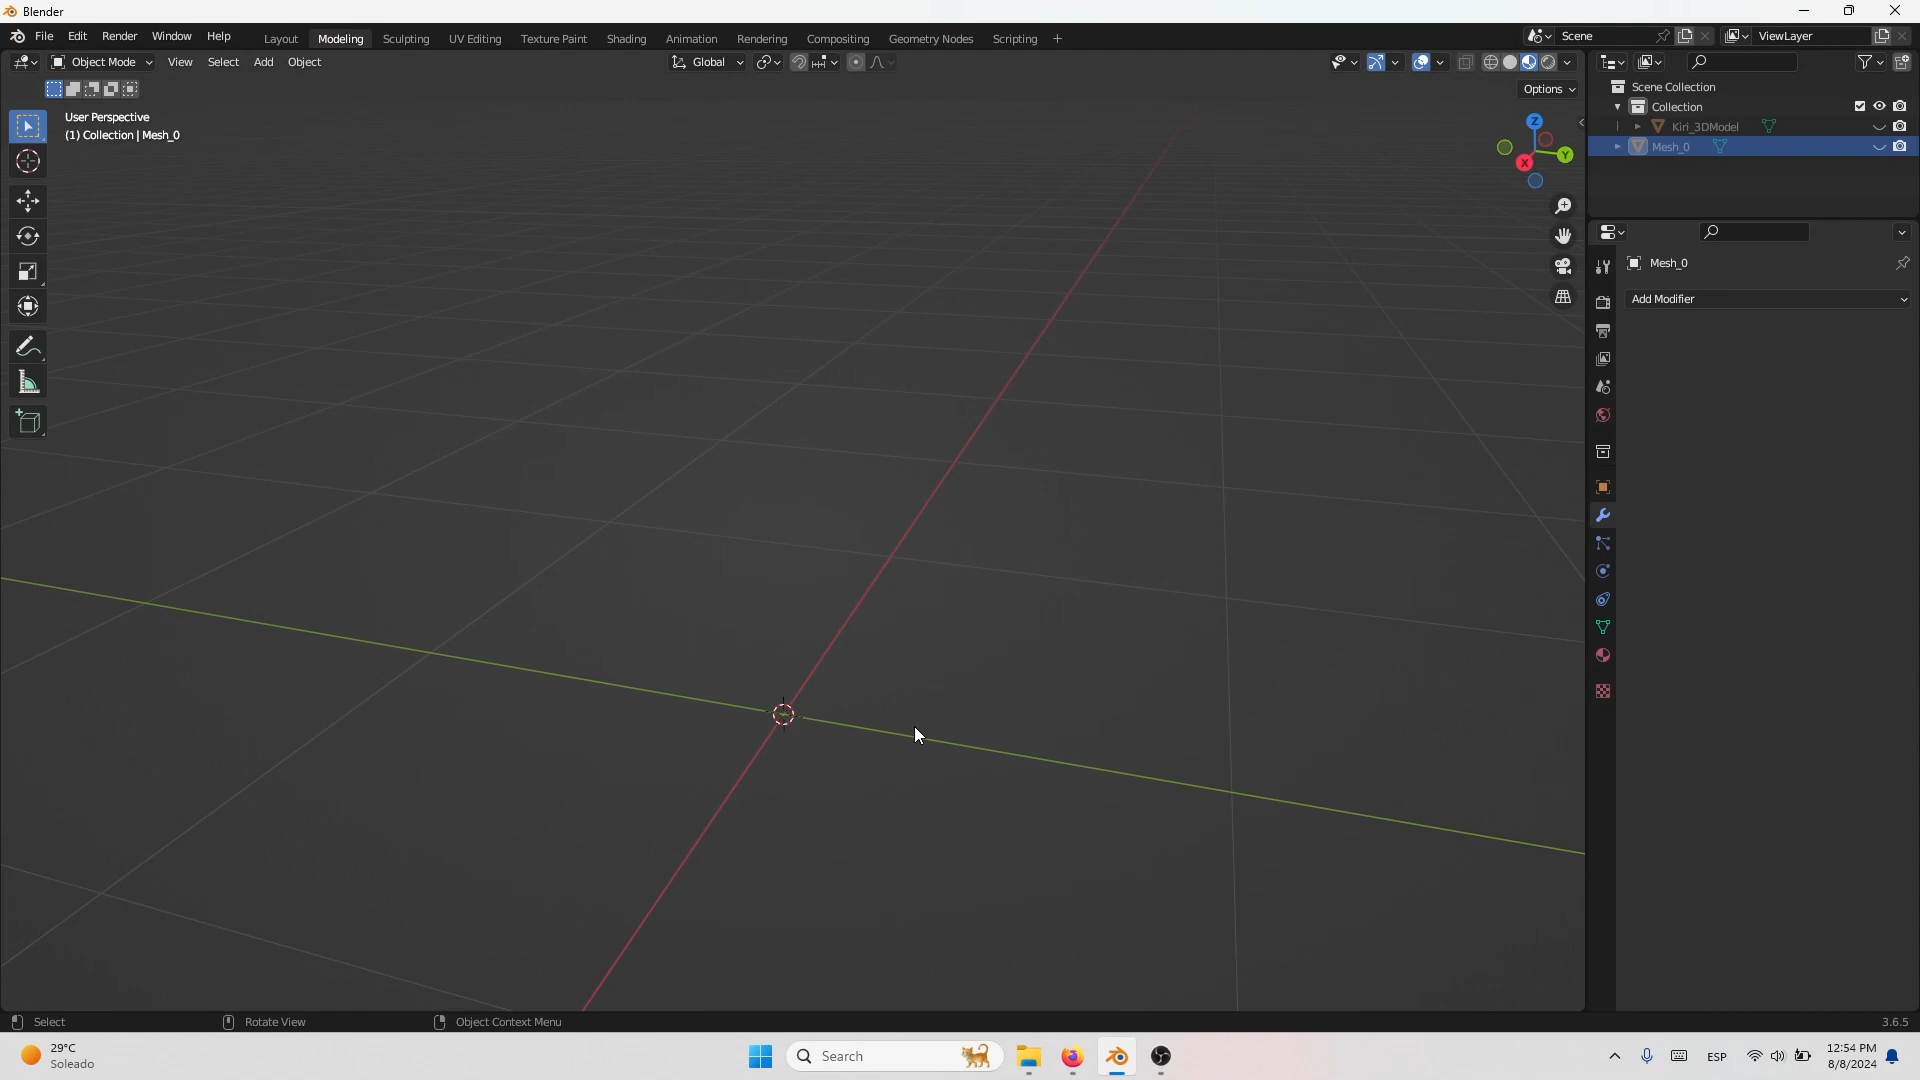 Blender
File Edit Render Window Help Layout Modeling Sculpting UV Editing Texture Paint Shading Animation Rendering Compositing Geometry Nodes Scripting + Scene ViewLayer
Object Mode View Select Add Object Global
Options
User Perspective
(1) Collection | Mesh_0
Z
Y
X
Scene Collection
Collection
Kiri_3DModel
Mesh_0
Mesh_0
Add Modifier
Select Rotate View Object Context Menu 3.6.5
29°C
Soleado
Search
ESP
12:54 PM
8/8/2024